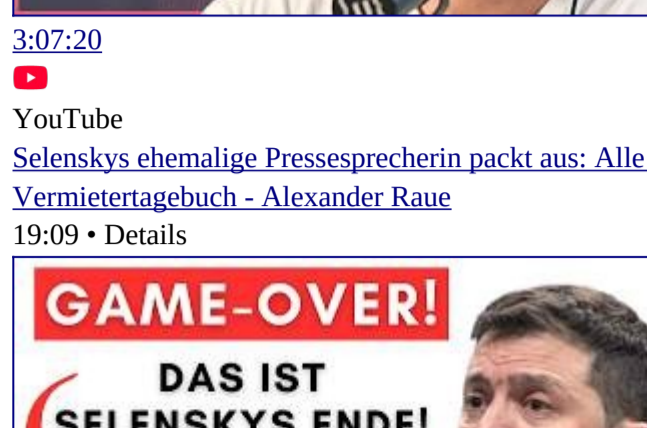 3:07:20
YouTube
Selenskys ehemalige Pressesprecherin packt aus: Alle
Vermietertagebuch - Alexander Raue
19:09 • Details
GAME-OVER!
DAS IST
SELENSKYS ENDE!